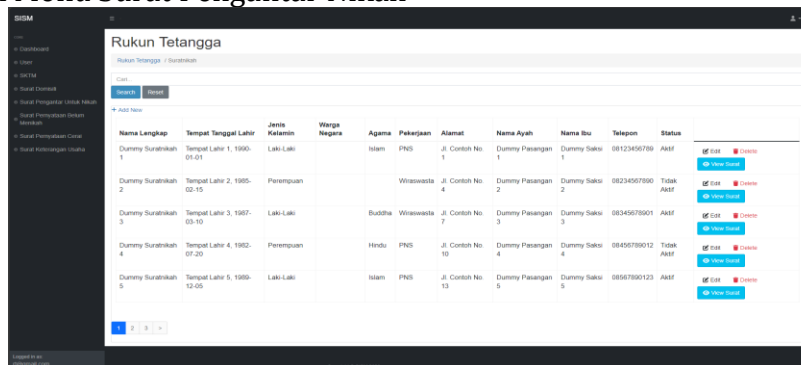 Menu Surat Pengantar Nikah
SISM
Dashboard
User
SKTM
Surat Domisili
Surat Pengantar Untuk Nikah
Surat Pernyataan Belum
Menikah
Surat Pernyataan Cerai
Surat Keterangan Usaha
Logged in as:
Rukun Tetangga
Rukun Tetangga / Suratnikah
Cari...
Search Reset
+ Add New
Nama Lengkap Tempat Tanggal Lahir Jenis Kelamin Warga Negara Agama Pekerjaan Alamat Nama Ayah Nama Ibu Telepon Status
Dummy Suratnikah 1 Tempat Lahir 1, 1990-01-01 Laki-Laki Islam PNS Jl. Contoh No. 1 Dummy Pasangan 1 Dummy Saksi 1 08123456789 Aktif Edit Delete
View Surat
Dummy Suratnikah 2 Tempat Lahir 2, 1985-02-15 Perempuan Wiraswasta Jl. Contoh No. 4 Dummy Pasangan 2 Dummy Saksi 2 08234567890 Tidak Aktif Edit Delete
View Surat
Dummy Suratnikah 3 Tempat Lahir 3, 1987-03-10 Laki-Laki Buddha Wiraswasta Jl. Contoh No. 7 Dummy Pasangan 3 Dummy Saksi 3 08345678901 Aktif Edit Delete
View Surat
Dummy Suratnikah 4 Tempat Lahir 4, 1982-07-20 Perempuan Hindu PNS Jl. Contoh No. 10 Dummy Pasangan 4 Dummy Saksi 4 08456789012 Tidak Aktif Edit Delete
View Surat
Dummy Suratnikah 5 Tempat Lahir 5, 1989-12-05 Laki-Laki Islam PNS Jl. Contoh No. 13 Dummy Pasangan 5 Dummy Saksi 5 08567890123 Aktif Edit Delete
View Surat
1 2 3 »